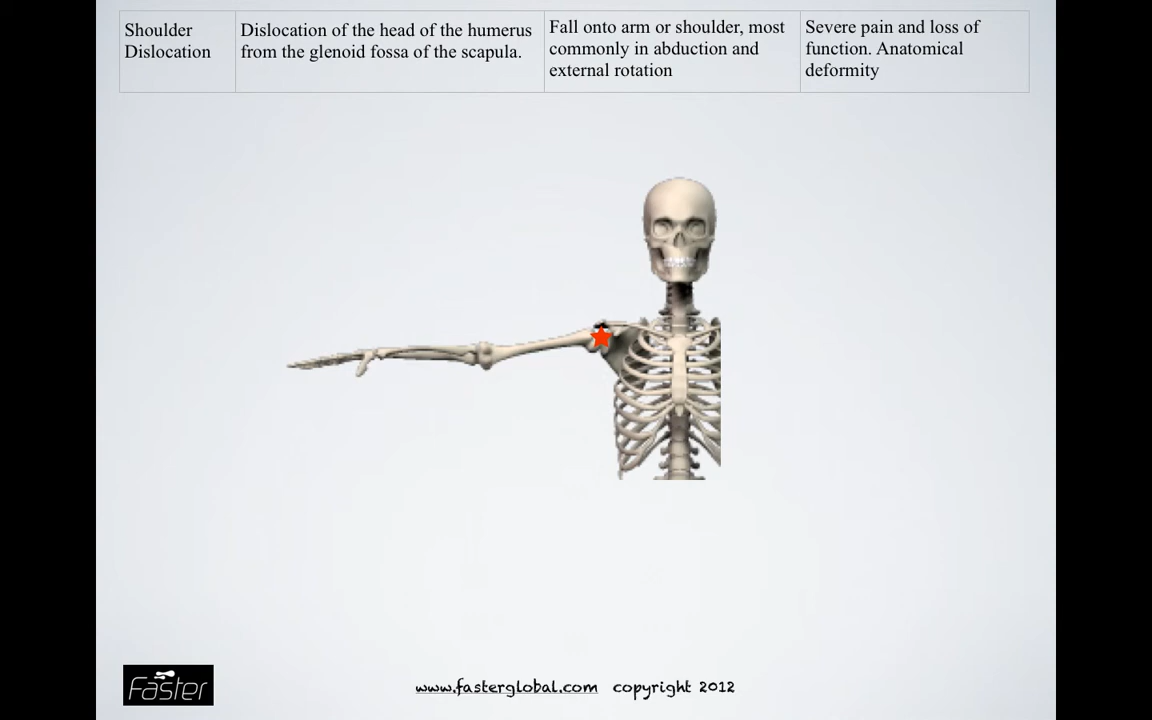 Shoulder
Dislocation
Dislocation of the head of the humerus
from the glenoid fossa of the scapula.
Fall onto arm or shoulder, most
commonly in abduction and
external rotation
Severe pain and loss of
function. Anatomical
deformity
Faster
www.fasterglobal.com copyright 2012